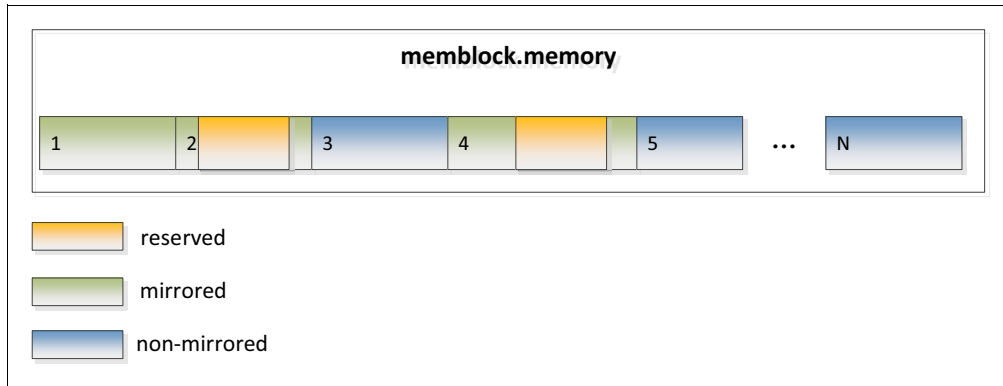 memblock.memory
1 2 3 4 5 ... N
reserved
mirrored
non-mirrored